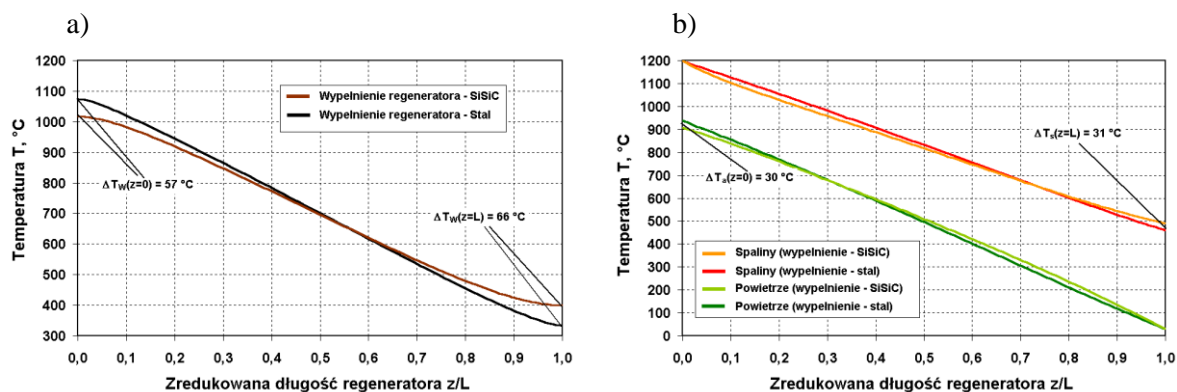 a)
1200
1100
1000
900
800
700
600
500
400
300
Temperatura T, °C
Wypełnienie regeneratora - SiSiC
Wypełnienie regeneratora - Stal
Δ Tw(z=0) = 57 °C
Δ Tw(z=L) = 66 °C
0,0 0,1 0,2 0,3 0,4 0,5 0,6 0,7 0,8 0,9 1,0
Zredukowana długość regeneratora z/L
b)
1200
1100
1000
900
800
700
600
500
400
300
200
100
0
Temperatura T, °C
Δ Ts(z=L) = 31 °C
Δ Ta(z=0) = 30 °C
Spaliny (wypełnienie - SiSiC)
Spaliny (wypełnienie - stal)
Powietrze (wypełnienie - SiSiC)
Powietrze (wypełnienie - stal)
0,0 0,1 0,2 0,3 0,4 0,5 0,6 0,7 0,8 0,9 1,0
Zredukowana długość regeneratora z/L